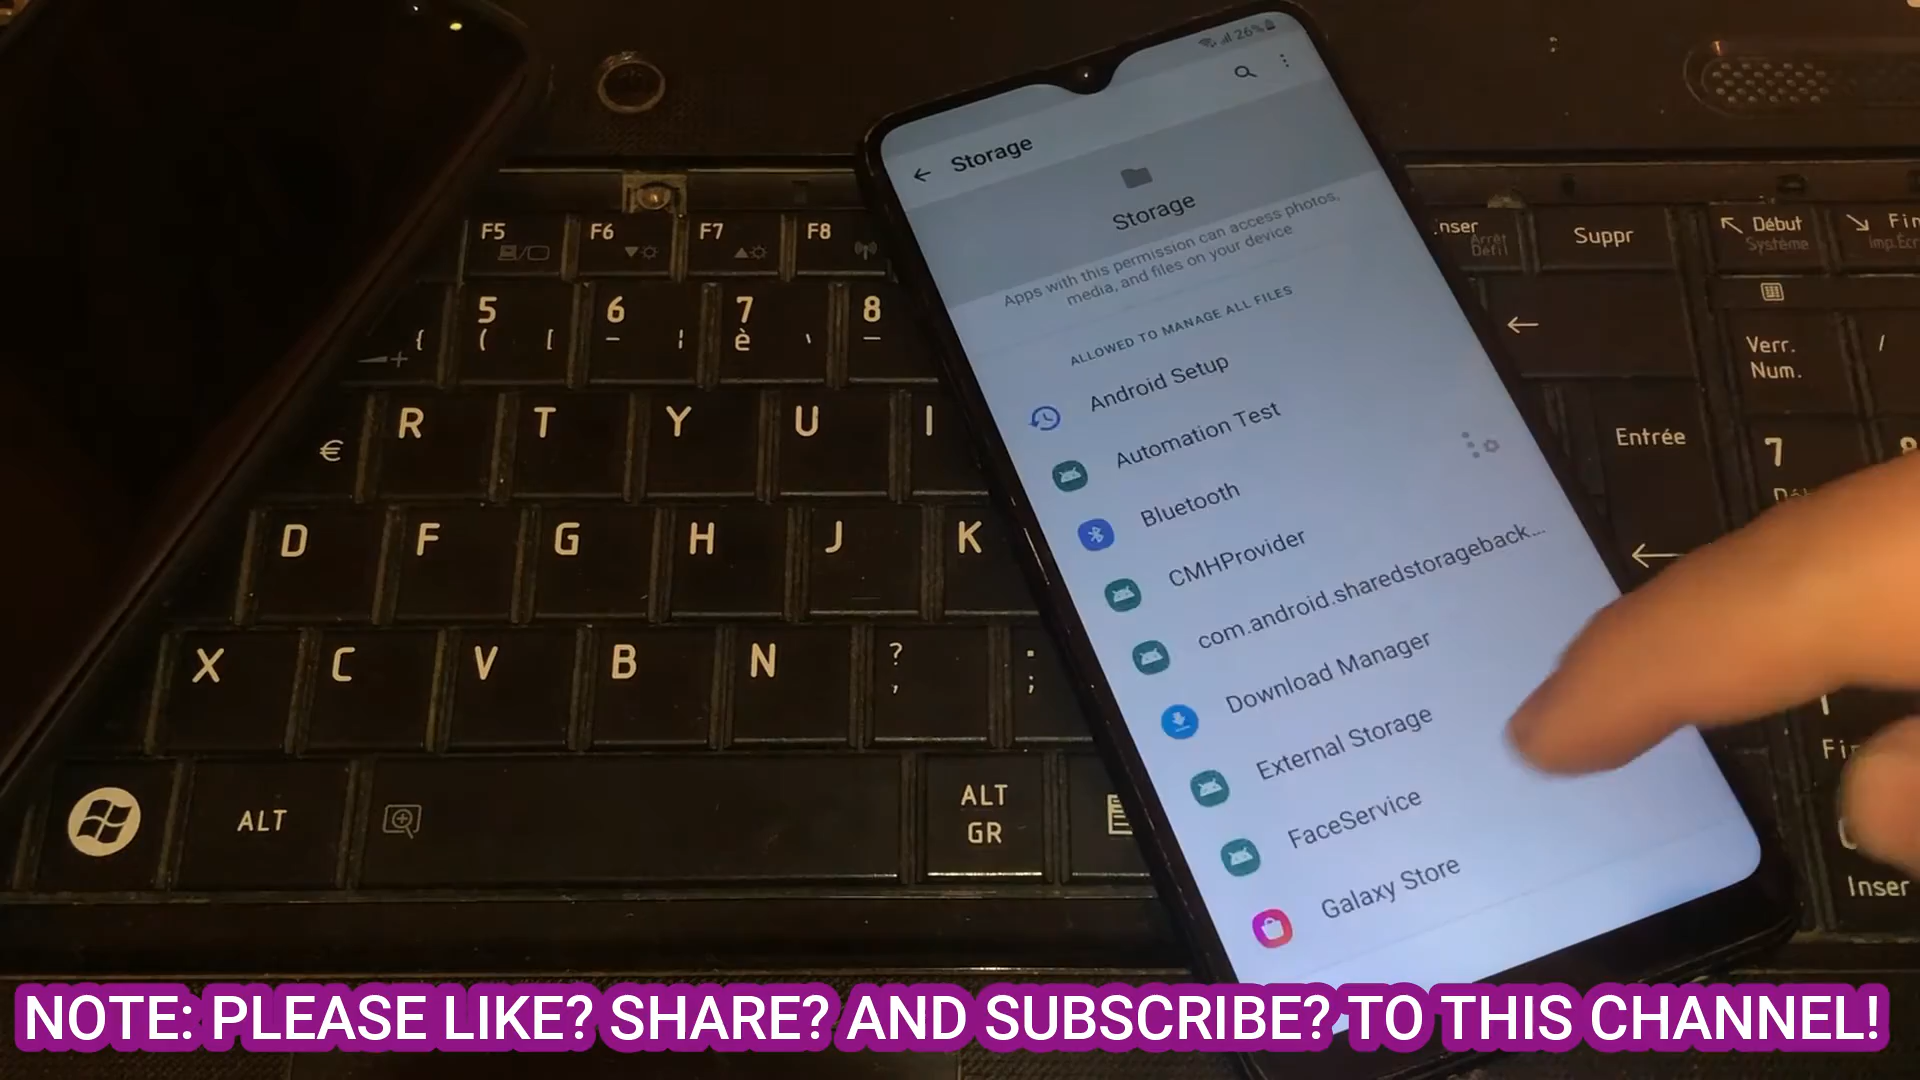 26%
Storage
Storage
Apps with this permission can access photos,
media, and files on your device
ALLOWED TO MANAGE ALL FILES
Android Setup
Automation Test
Bluetooth
CMHProvider
com.android.sharedstorageback...
Download Manager
External Storage
FaceService
Galaxy Store
F5
F6
F7
F8
Suppr
Début
Système
5
6
7
8
( [
- ¦
è `
_
{
Verr.
Num.
/
€
R
T
Y
U
I
Entrée
7
D
F
G
H
J
K
X
C
V
B
N
?
,
.
;
ALT
ALT
GR
Inser
NOTE: PLEASE LIKE? SHARE? AND SUBSCRIBE? TO THIS CHANNEL!